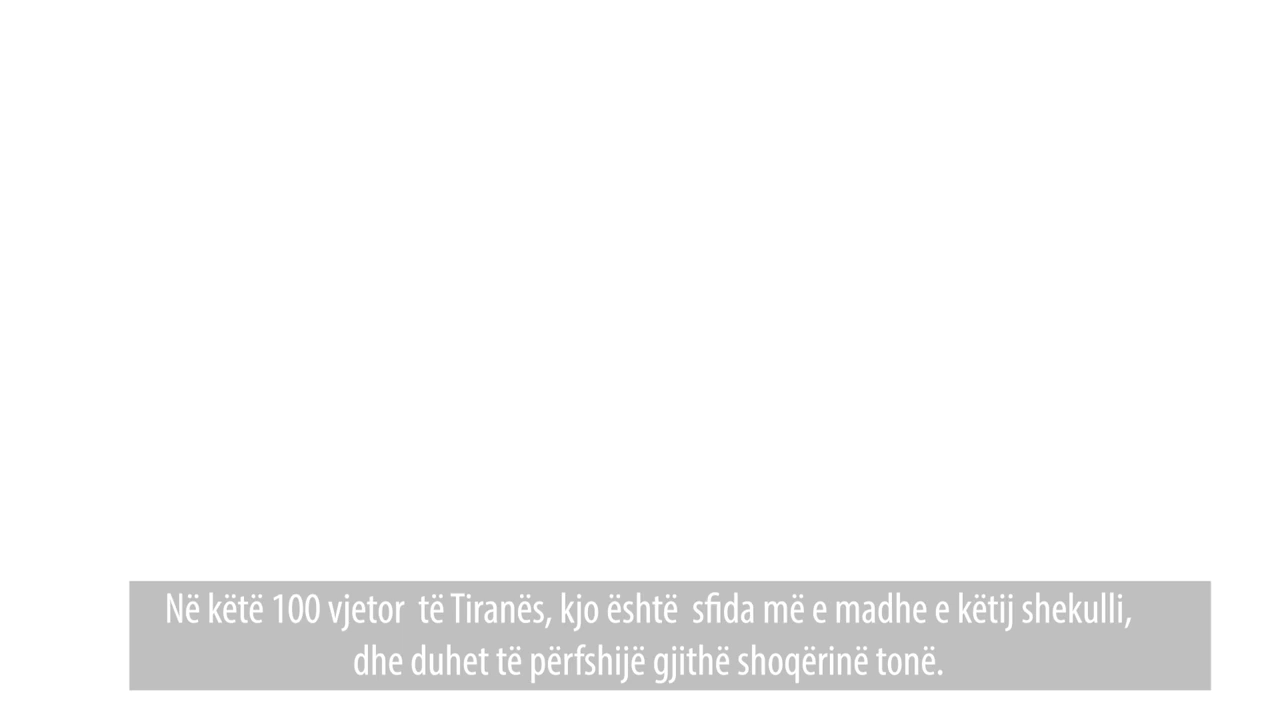 Në këtë 100 vjetor  të Tiranës, kjo është  sfida më e madhe e këtij shekulli,
dhe duhet të përfshijë gjithë shoqërinë tonë.